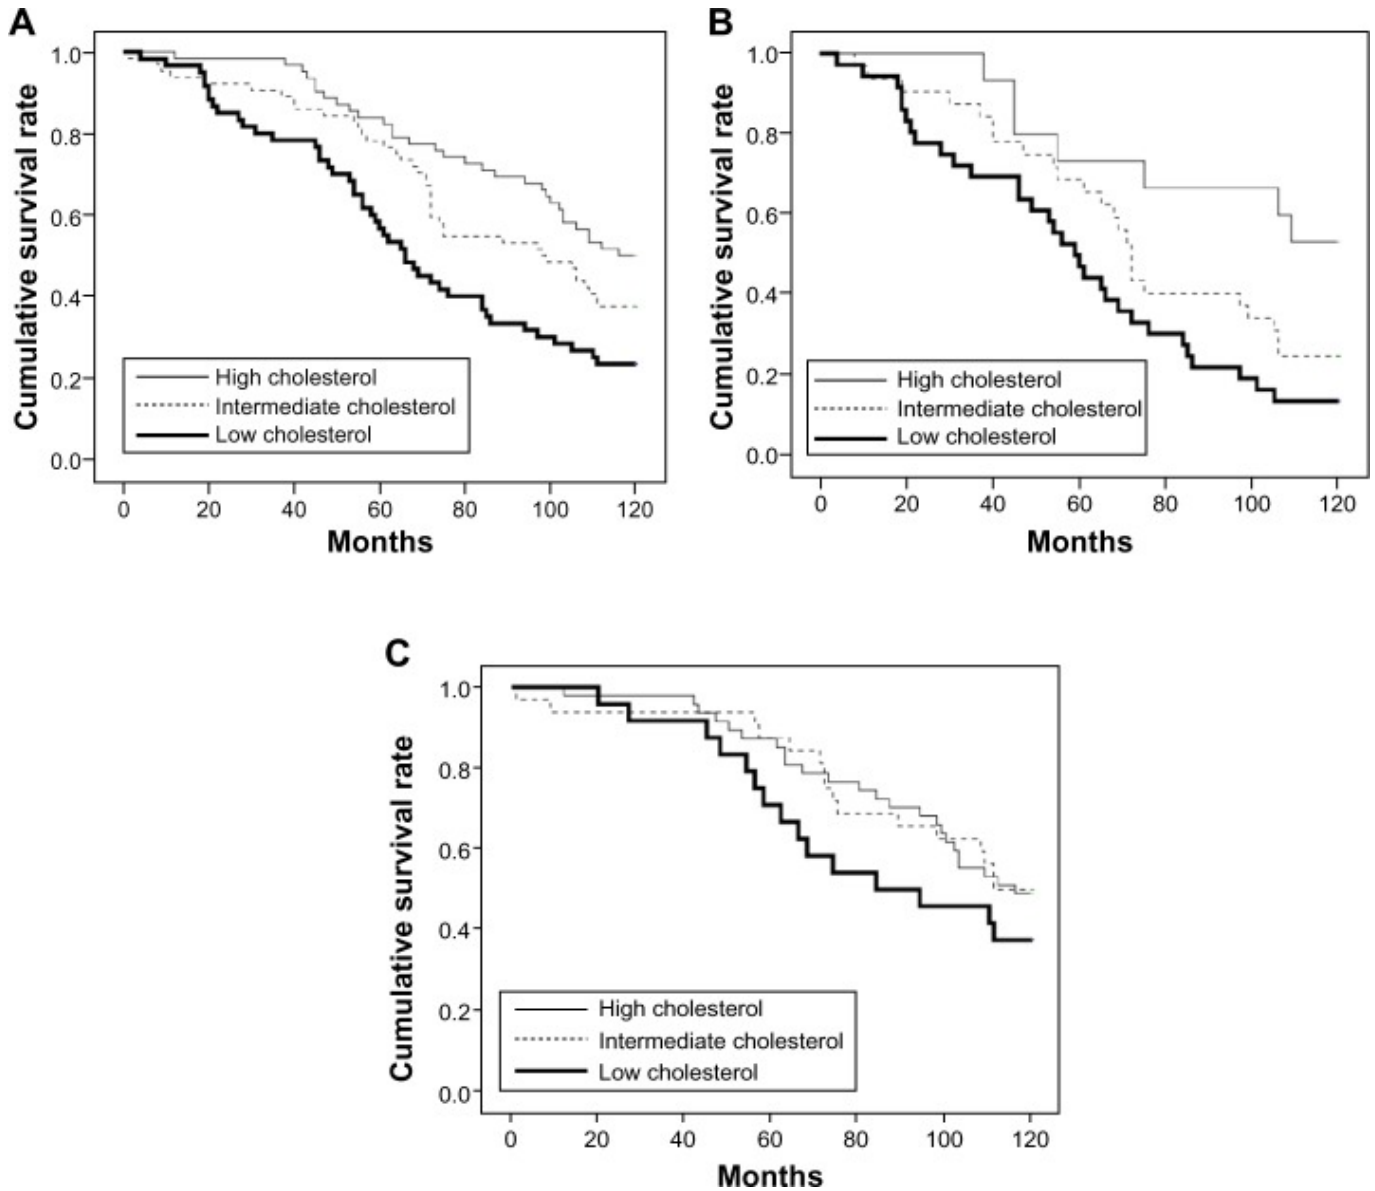 A
Cumulative survival rate
1.0
0.8
0.6
0.4
0.2
0.0
High cholesterol
Intermediate cholesterol
Low cholesterol
0 20 40 60 80 100 120
Months
B
Cumulative survival rate
1.0
0.8
0.6
0.4
0.2
0.0
High cholesterol
Intermediate cholesterol
Low cholesterol
0 20 40 60 80 100 120
Months
C
Cumulative survival rate
1.0
0.8
0.6
0.4
0.2
0.0
High cholesterol
Intermediate cholesterol
Low cholesterol
0 20 40 60 80 100 120
Months